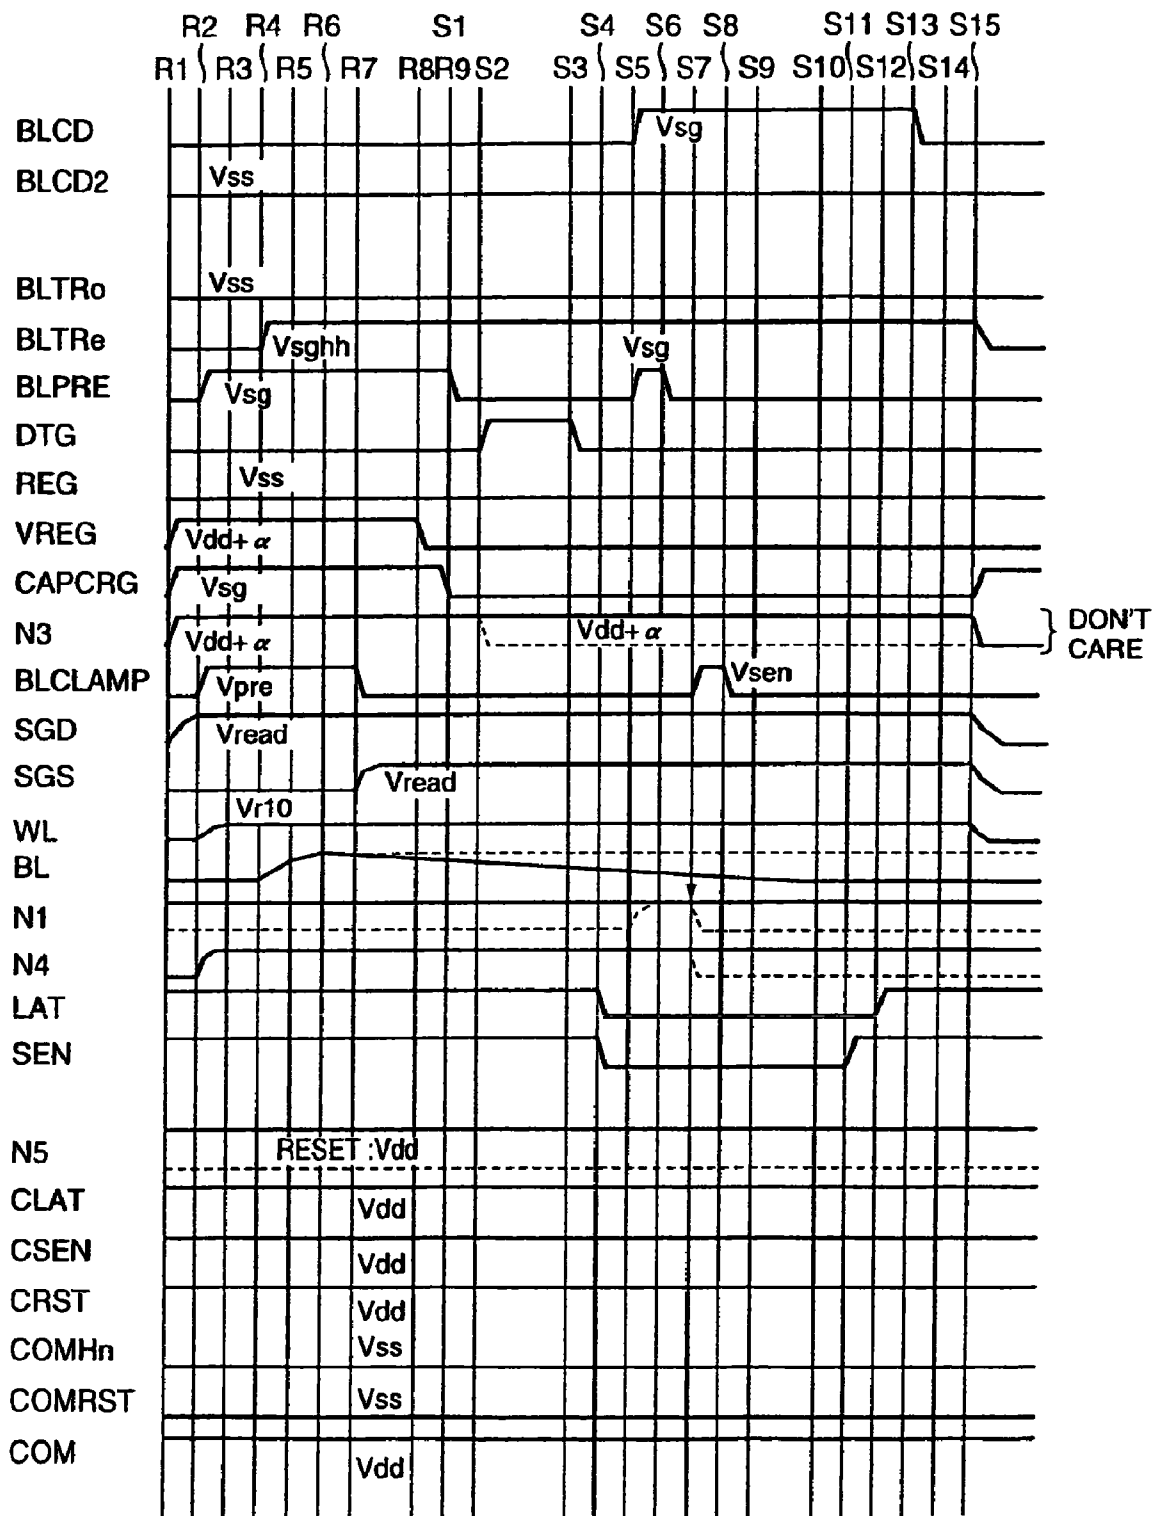 R2 R4 R6 S1 S4 S6 S8 S11 S13 S15
R1 R3 R5 R7 R8 R9 S2 S3 S5 S7 S9 S10 S12 S14
BLCD Vsg
BLCD2 Vss
BLTRo Vss
BLTRe Vsghh Vsg
BLPRE Vsg
DTG
REG Vss
VREG Vdd+α
CAPCRG Vsg
N3 Vdd+α Vdd+α DON'T
CARE
BLCLAMP Vpre Vsen
SGD Vread
SGS Vread
WL Vr10
BL
N1
N4
LAT
SEN
N5 RESET :Vdd
CLAT Vdd
CSEN Vdd
CRST Vdd
COMHn Vss
COMRST Vss
COM Vdd